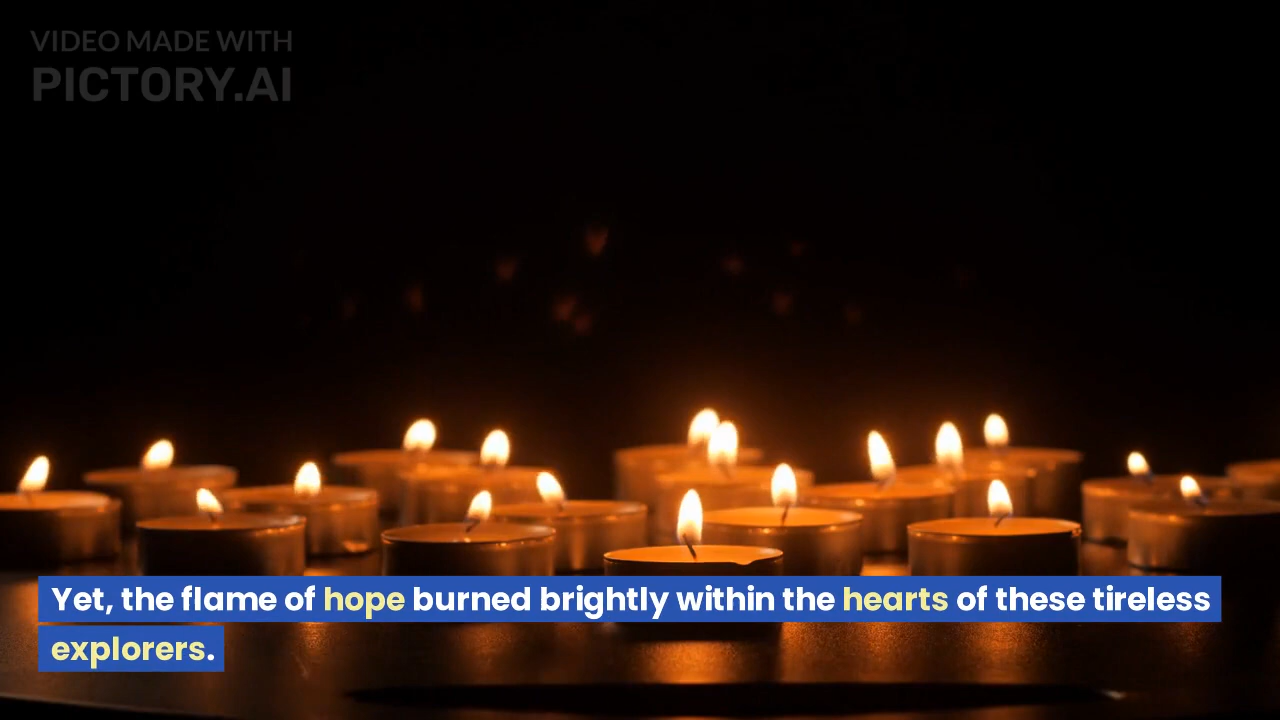 VIDEO MADE WITH
PICTORY.AI
Yet, the flame of hope burned brightly within the hearts of these tireless
explorers.